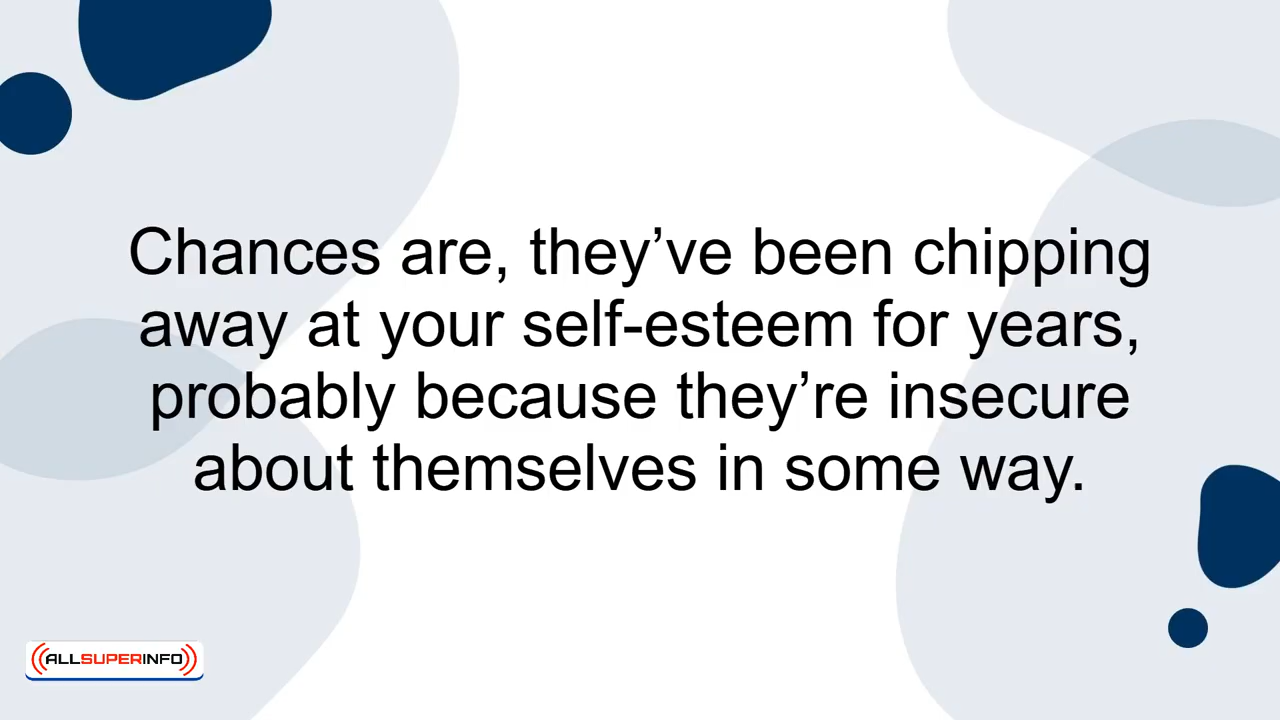 Chances are, they’ve been chipping
away at your self-esteem for years,
probably because they’re insecure
about themselves in some way.
ALLSUPERINFO